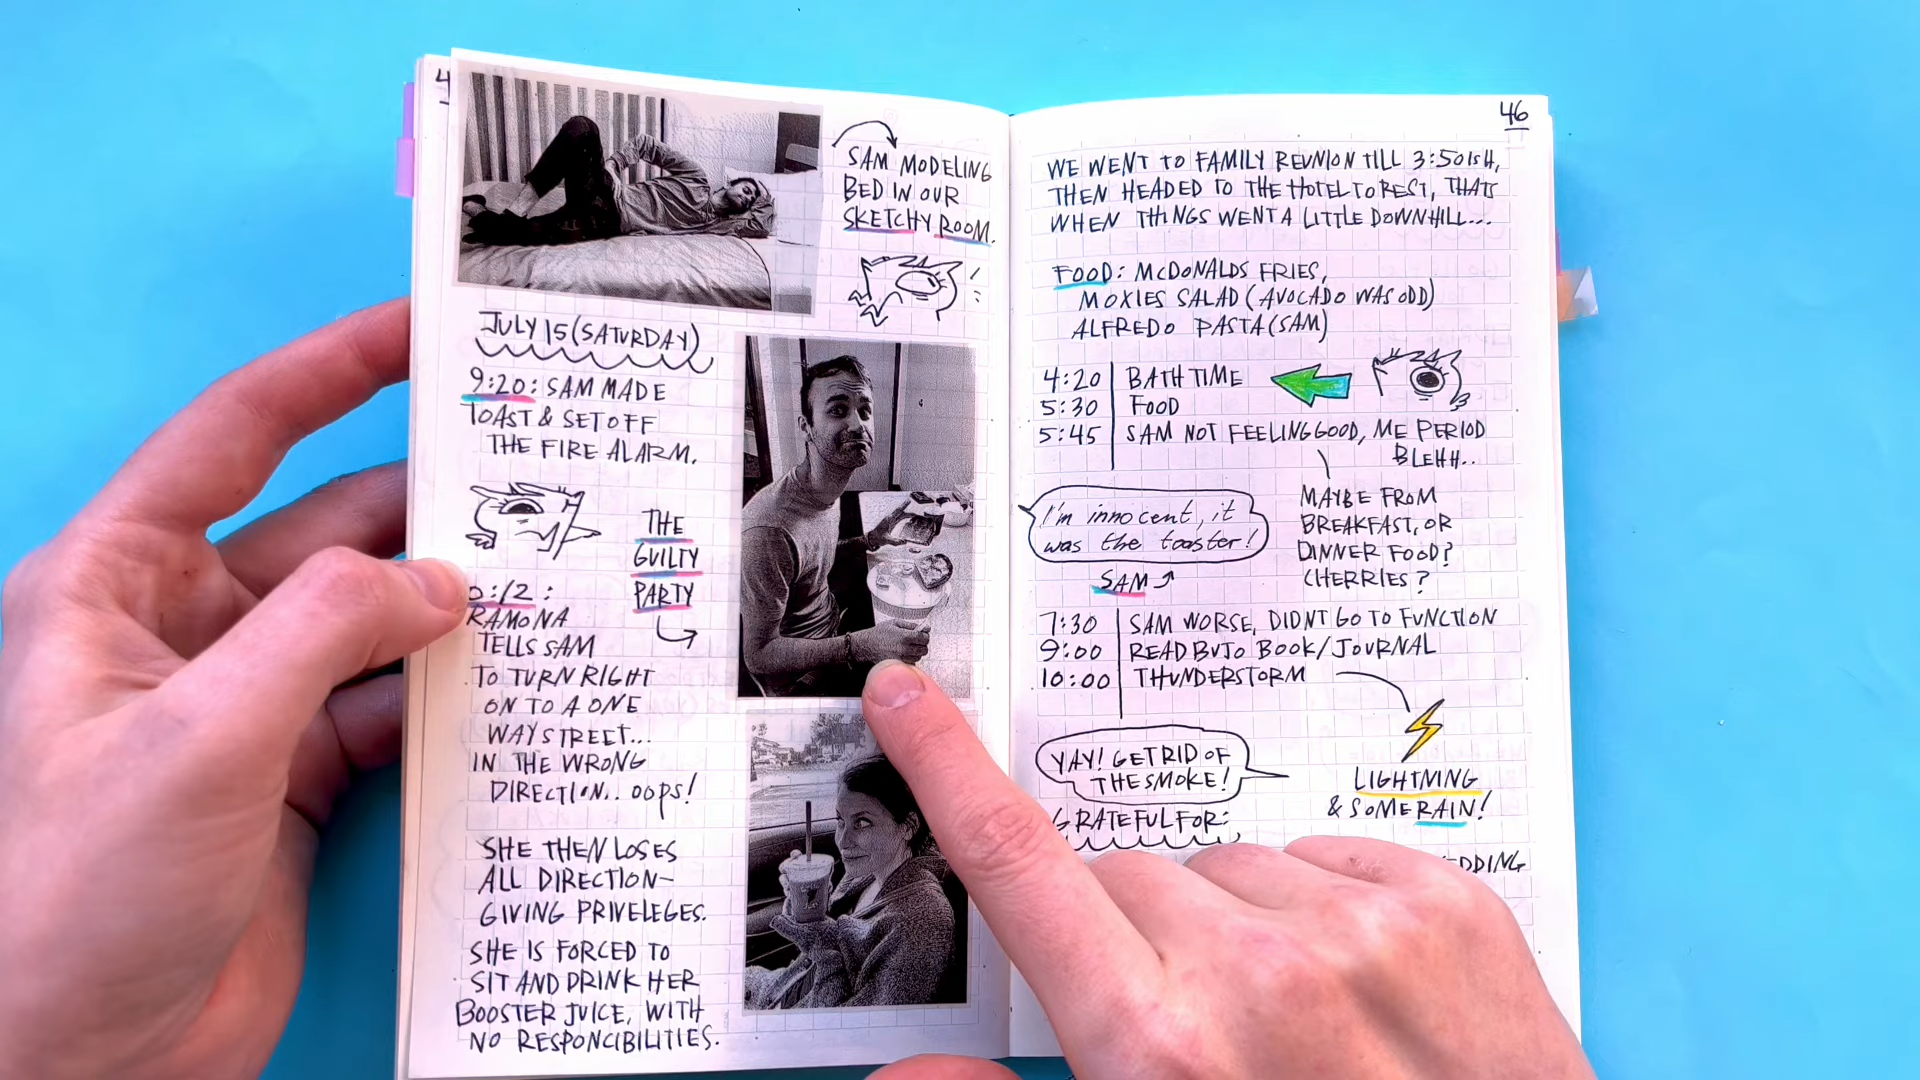 SAM MODELING
BED IN OUR
SKETCHY ROOM.
JULY 15 (SATURDAY)
9:20: SAM MADE
TOAST & SET OFF
THE FIRE ALARM.
THE
GUILTY
PARTY
0:12:
RAMONA
TELLS SAM
TO TURN RIGHT
ON TO A ONE
WAY STREET...
IN THE WRONG
DIRECTION.. OOPS!
SHE THEN LOSES
ALL DIRECTION-
GIVING PRIVELEGES.
SHE IS FORCED TO
SIT AND DRINK HER
BOOSTER JUICE, WITH
NO RESPONCIBILITIES.
46
WE WENT TO FAMILY REUNION TILL 3:50ISH,
THEN HEADED TO THE HOTEL TO REST, THATS
WHEN THINGS WENT A LITTLE DOWNHILL...
FOOD: MCDONALDS FRIES,
MOXIES SALAD (AVOCADO WAS ODD)
ALFREDO PASTA (SAM)
4:20 BATH TIME
5:30 FOOD
5:45 SAM NOT FEELING GOOD, ME PERIOD
BLEHH..
MAYBE FROM
BREAKFAST, OR
DINNER FOOD?
CHERRIES?
I'm innocent, it
was the toaster!
SAM
7:30 SAM WORSE, DIDNT GO TO FUNCTION
9:00 READ BUJO BOOK/JOURNAL
10:00 THUNDERSTORM
YAY! GET RID OF
THE SMOKE!
LIGHTNING
& SOME RAIN!
GRATEFUL FOR: